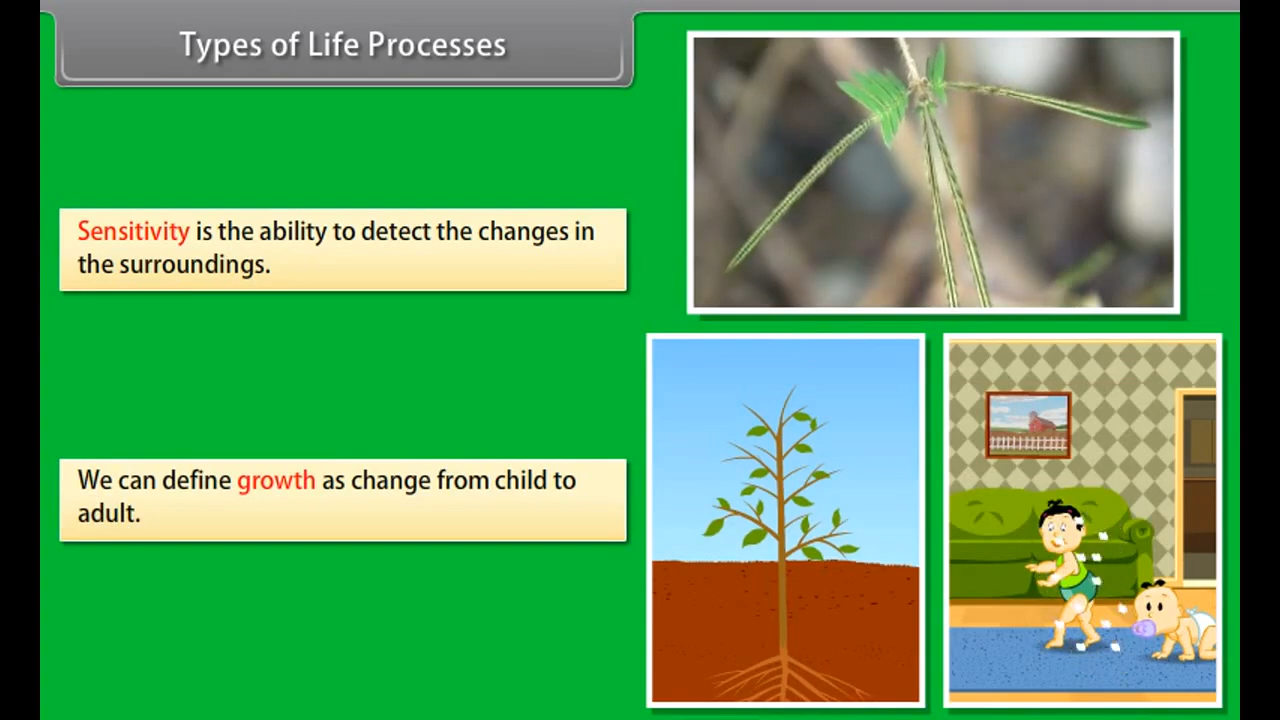 Types of Life Processes
Sensitivity is the ability to detect the changes in
the surroundings.
We can define growth as change from child to
adult.